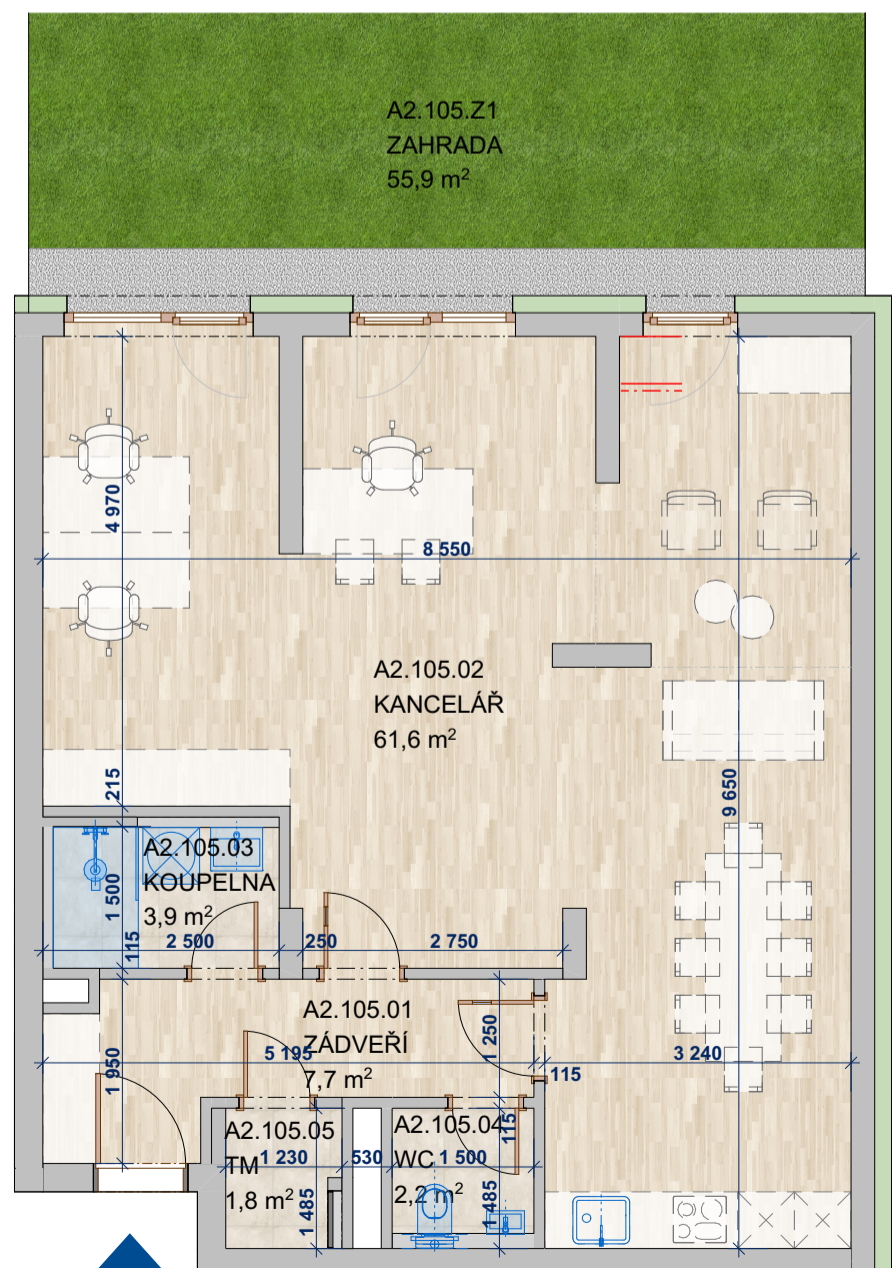 A2.105.Z1
ZAHRADA
55,9 m²
4 970
8 550
A2.105.02
KANCELÁŘ
61,6 m²
215
9 650
A2.105.03
KOUPELNA
3,9 m²
1 500
115
2 500
250
2 750
A2.105.01
ZÁDVEŘÍ
7,7 m²
1 250
1 950
5 195
115
3 240
A2.105.05
TM
1,8 m²
1 230
530
1 485
A2.105.04
WC
2,2 m²
115
1 500
1 485